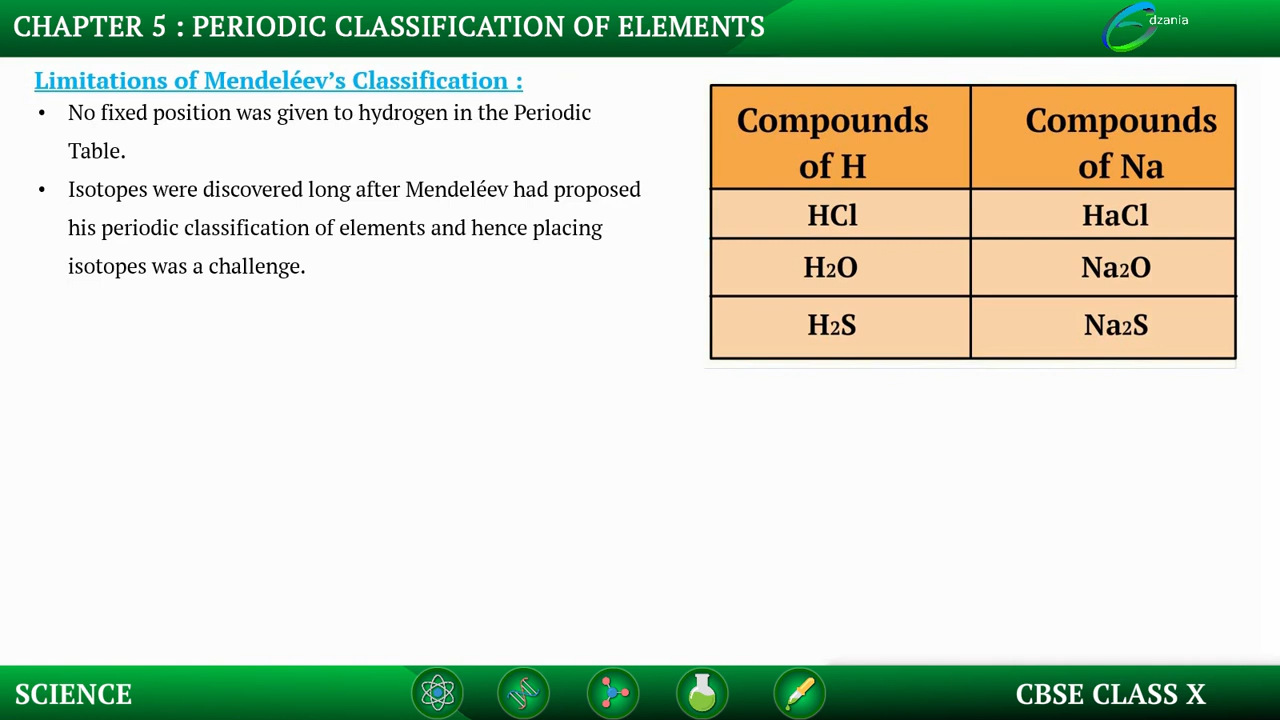 CHAPTER 5 : PERIODIC CLASSIFICATION OF ELEMENTS
dzania
Limitations of Mendeléev’s Classification :
• No fixed position was given to hydrogen in the Periodic
Table.
• Isotopes were discovered long after Mendeléev had proposed
his periodic classification of elements and hence placing
isotopes was a challenge.
Compounds of H | Compounds of Na
HCl | HaCl
H2O | Na2O
H2S | Na2S
SCIENCE
CBSE CLASS X